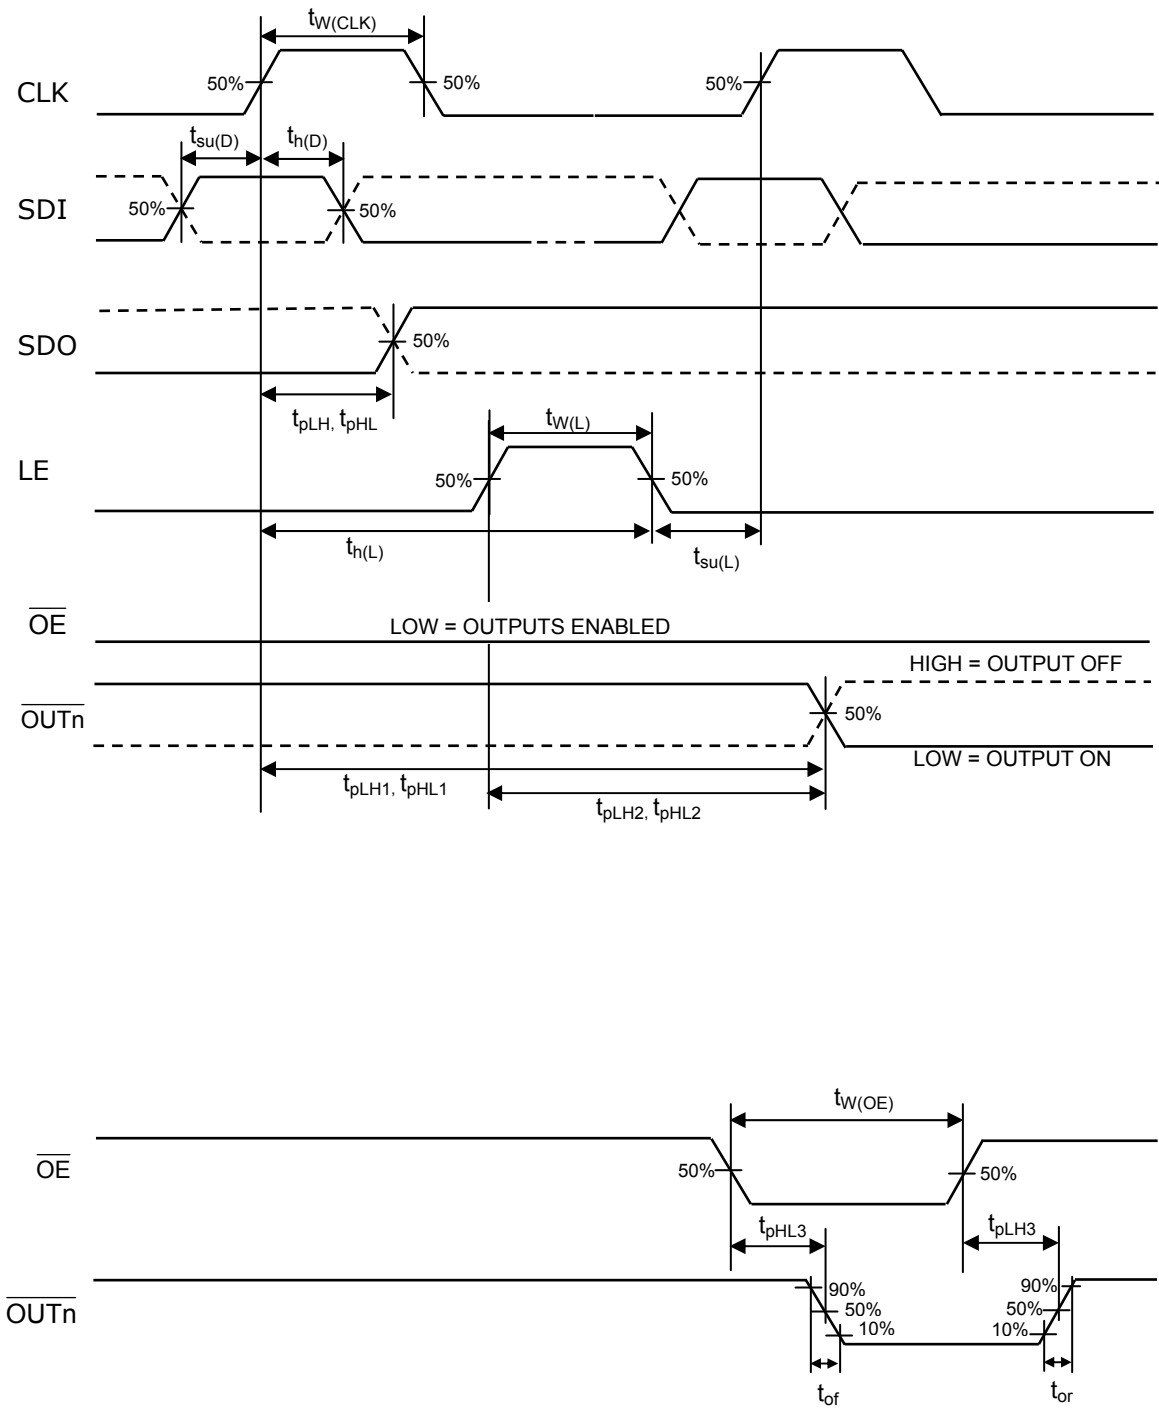 tW(CLK)
CLK
50%
50%
50%
tsu(D)
th(D)
SDI
50%
50%
SDO
50%
tpLH, tpHL
tW(L)
LE
50%
50%
th(L)
tsu(L)
OE
LOW = OUTPUTS ENABLED
HIGH = OUTPUT OFF
OUTn
50%
LOW = OUTPUT ON
tpLH1, tpHL1
tpLH2, tpHL2
tW(OE)
OE
50%
50%
tpHL3
tpLH3
OUTn
90%
50%
10%
90%
50%
10%
tof
tor